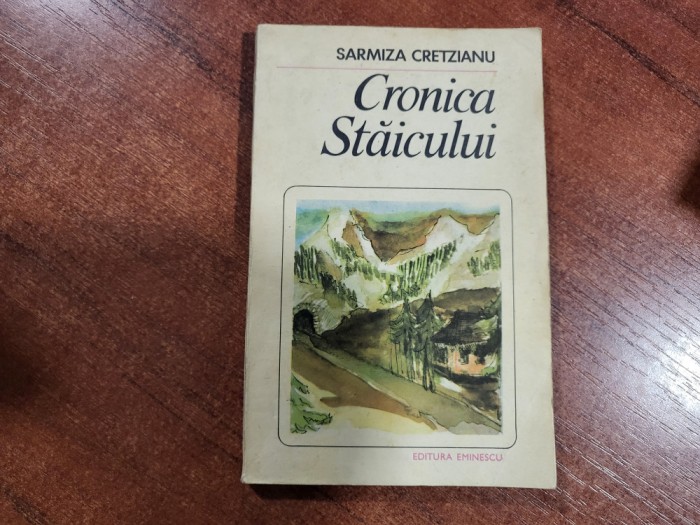 SARMIZA CRETZIANU
Cronica
Stăicului
EDITURA EMINESCU